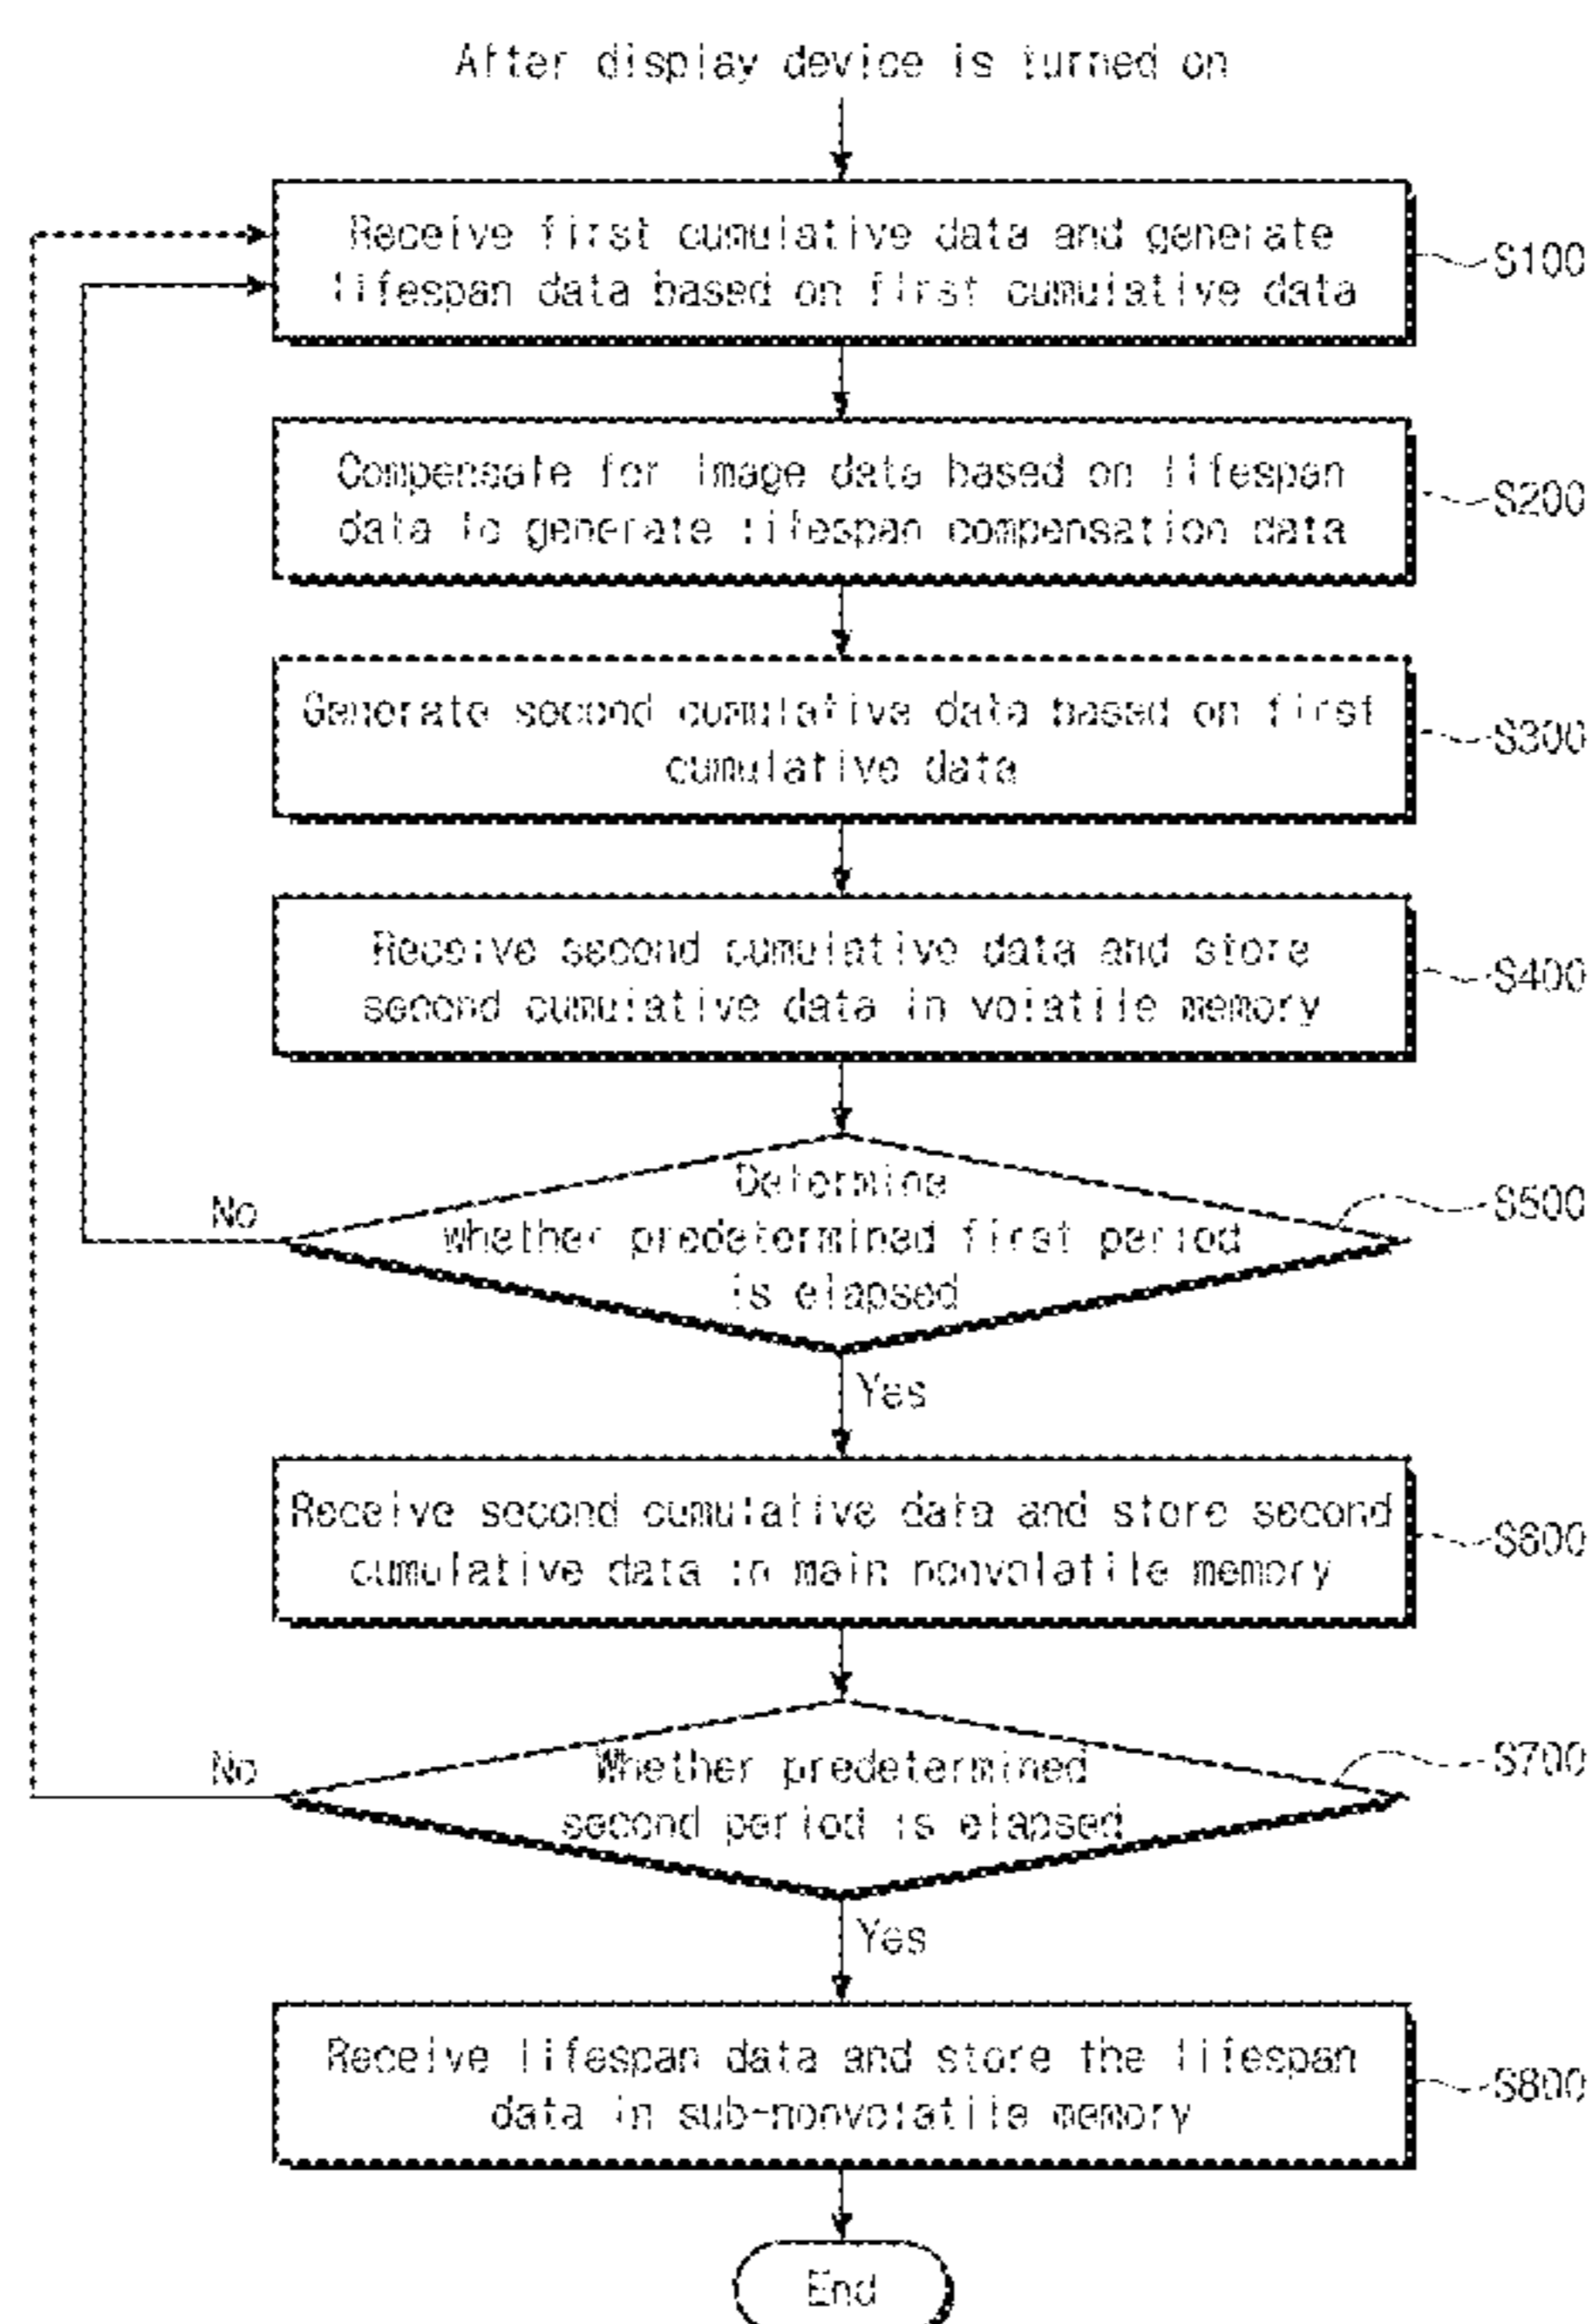 After display device is turned on
Receive first cumulative data and generate
lifespan data based on first cumulative data
S100
Compensate for image data based on lifespan
data to generate lifespan compensation data
S200
Generate second cumulative data based on first
cumulative data
S300
Receive second cumulative data and store
second cumulative data in volatile memory
S400
Determine
whether predetermined first period
is elapsed
S500
No
Yes
Receive second cumulative data and store second
cumulative data in main nonvolatile memory
S600
Whether predetermined
second period is elapsed
S700
No
Yes
Receive lifespan data and store the lifespan
data in sub-nonvolatile memory
S800
End